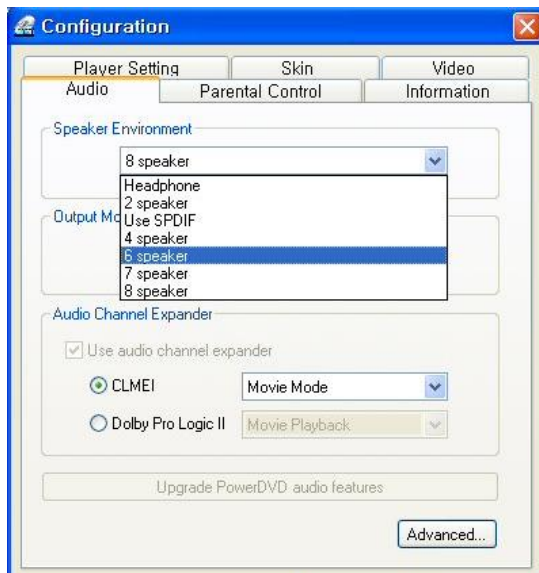 Configuration
Player Setting Skin Video
Audio Parental Control Information
Speaker Environment
8 speaker
Headphone
2 speaker
Use SPDIF
4 speaker
6 speaker
7 speaker
8 speaker
Output Mo
Audio Channel Expander
Use audio channel expander
CLMEI Movie Mode
Dolby Pro Logic II Movie Playback
Upgrade PowerDVD audio features
Advanced...